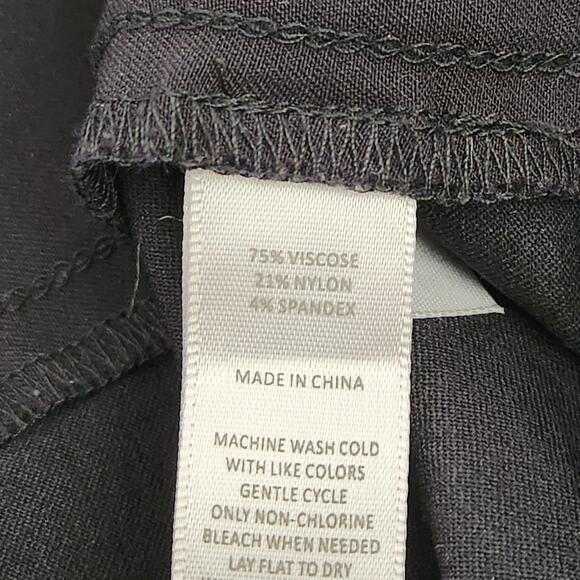 75% VISCOSE
21% NYLON
4% SPANDEX
MADE IN CHINA
MACHINE WASH COLD
WITH LIKE COLORS
GENTLE CYCLE
ONLY NON-CHLORINE
BLEACH WHEN NEEDED
LAY FLAT TO DRY